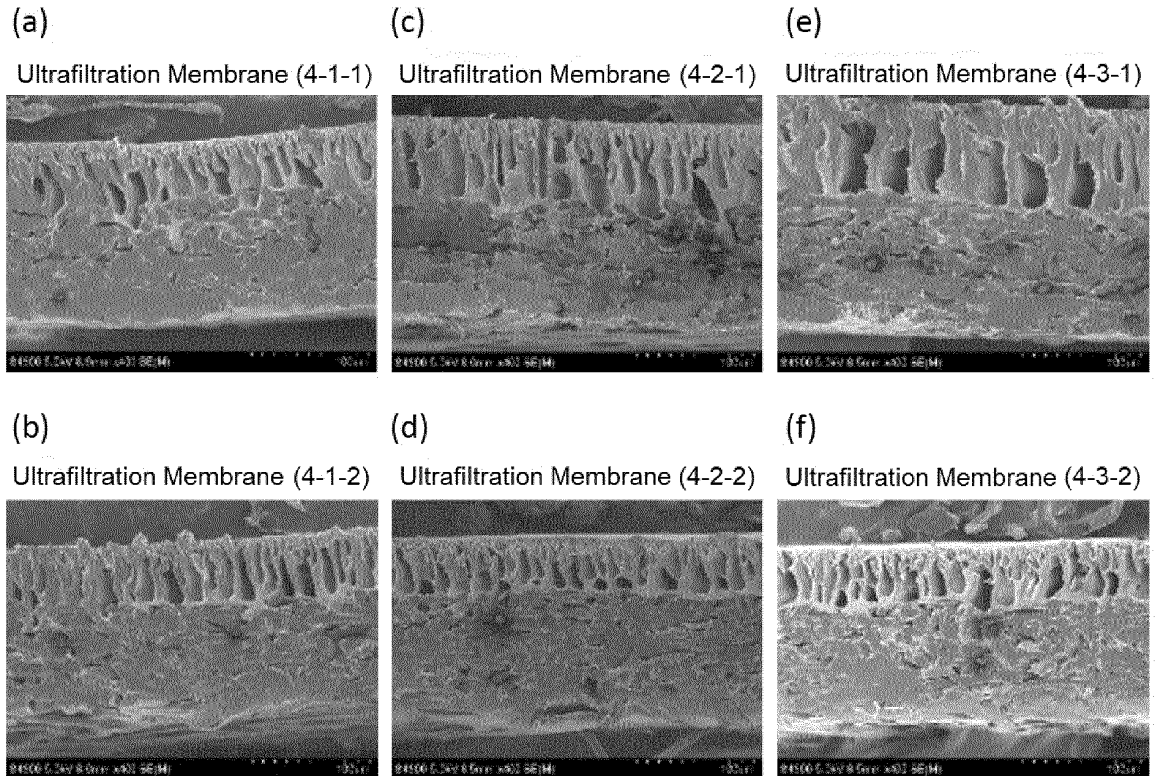 (a)
Ultrafiltration Membrane (4-1-1)
(c)
Ultrafiltration Membrane (4-2-1)
(e)
Ultrafiltration Membrane (4-3-1)
(b)
Ultrafiltration Membrane (4-1-2)
(d)
Ultrafiltration Membrane (4-2-2)
(f)
Ultrafiltration Membrane (4-3-2)